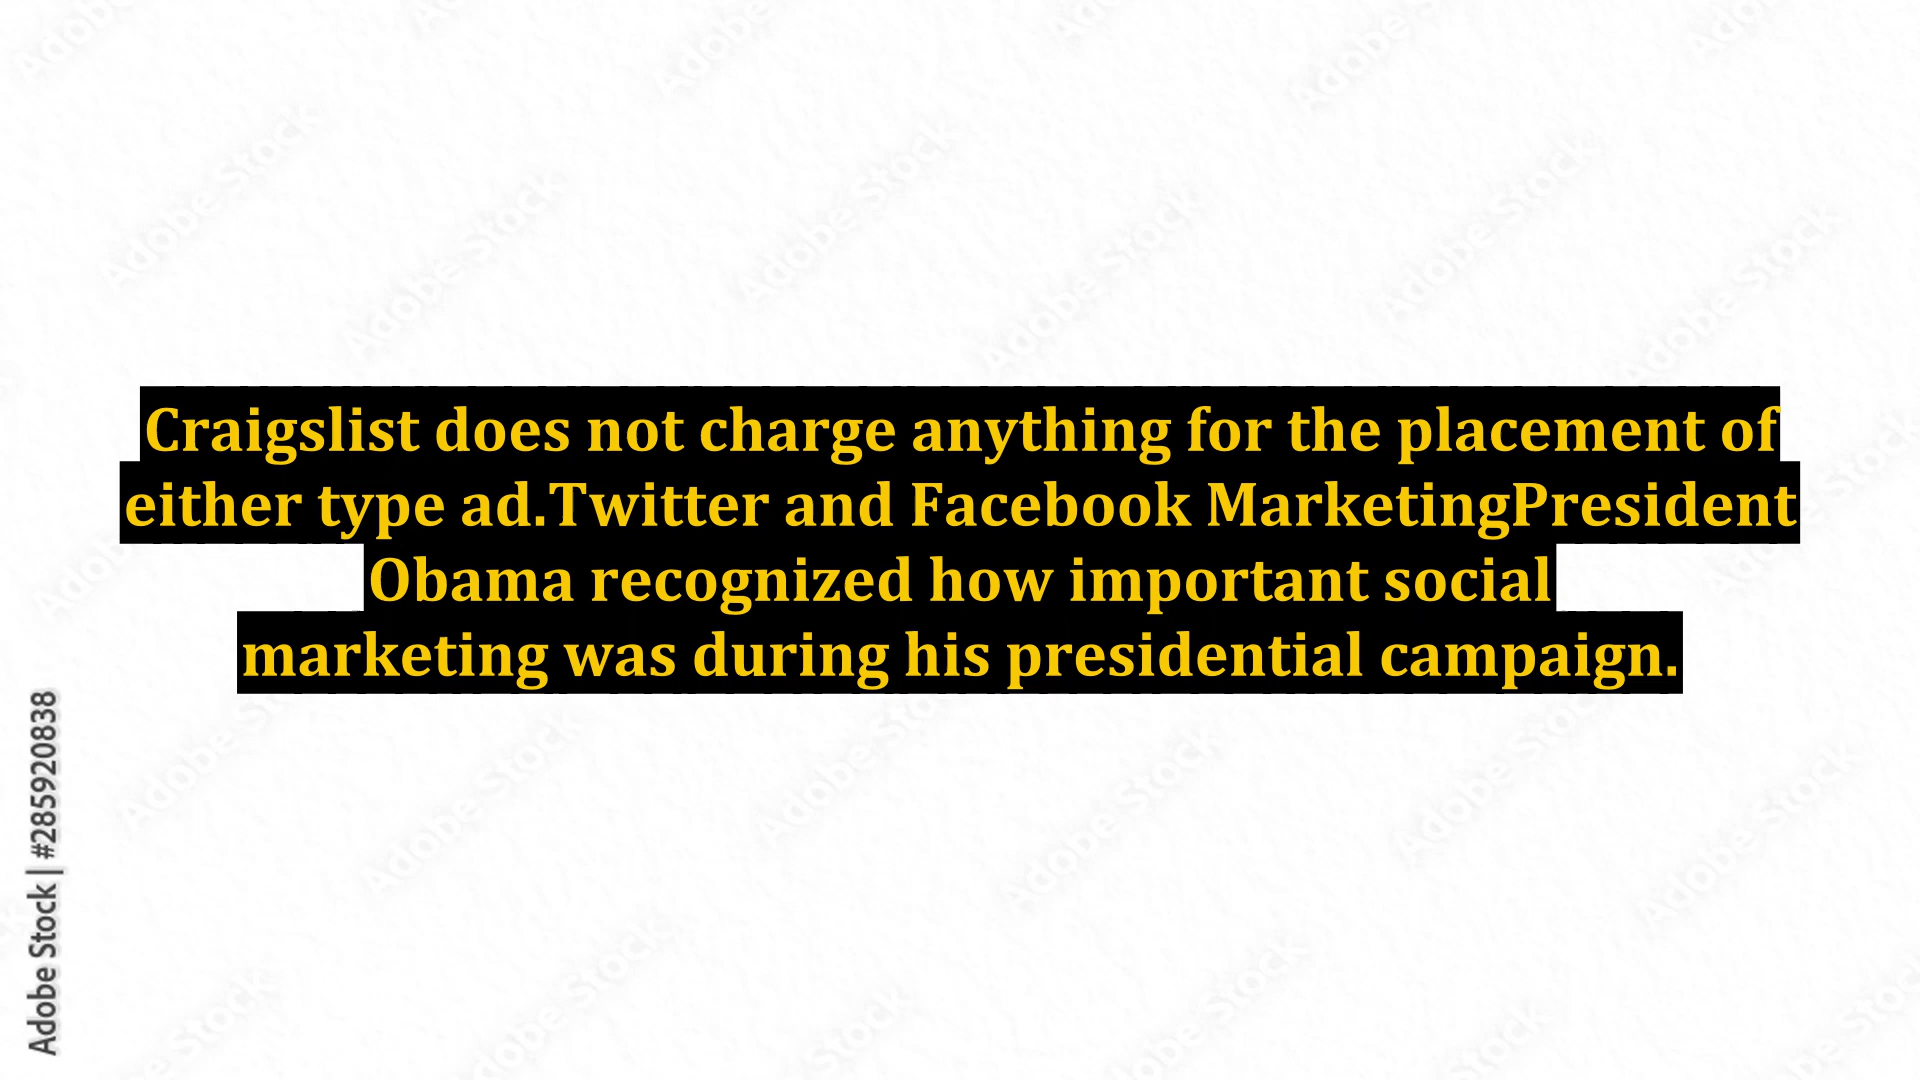 Craigslist does not charge anything for the placement of
either type ad.Twitter and Facebook MarketingPresident
Obama recognized how important social
marketing was during his presidential campaign.
Adobe Stock | #285920838